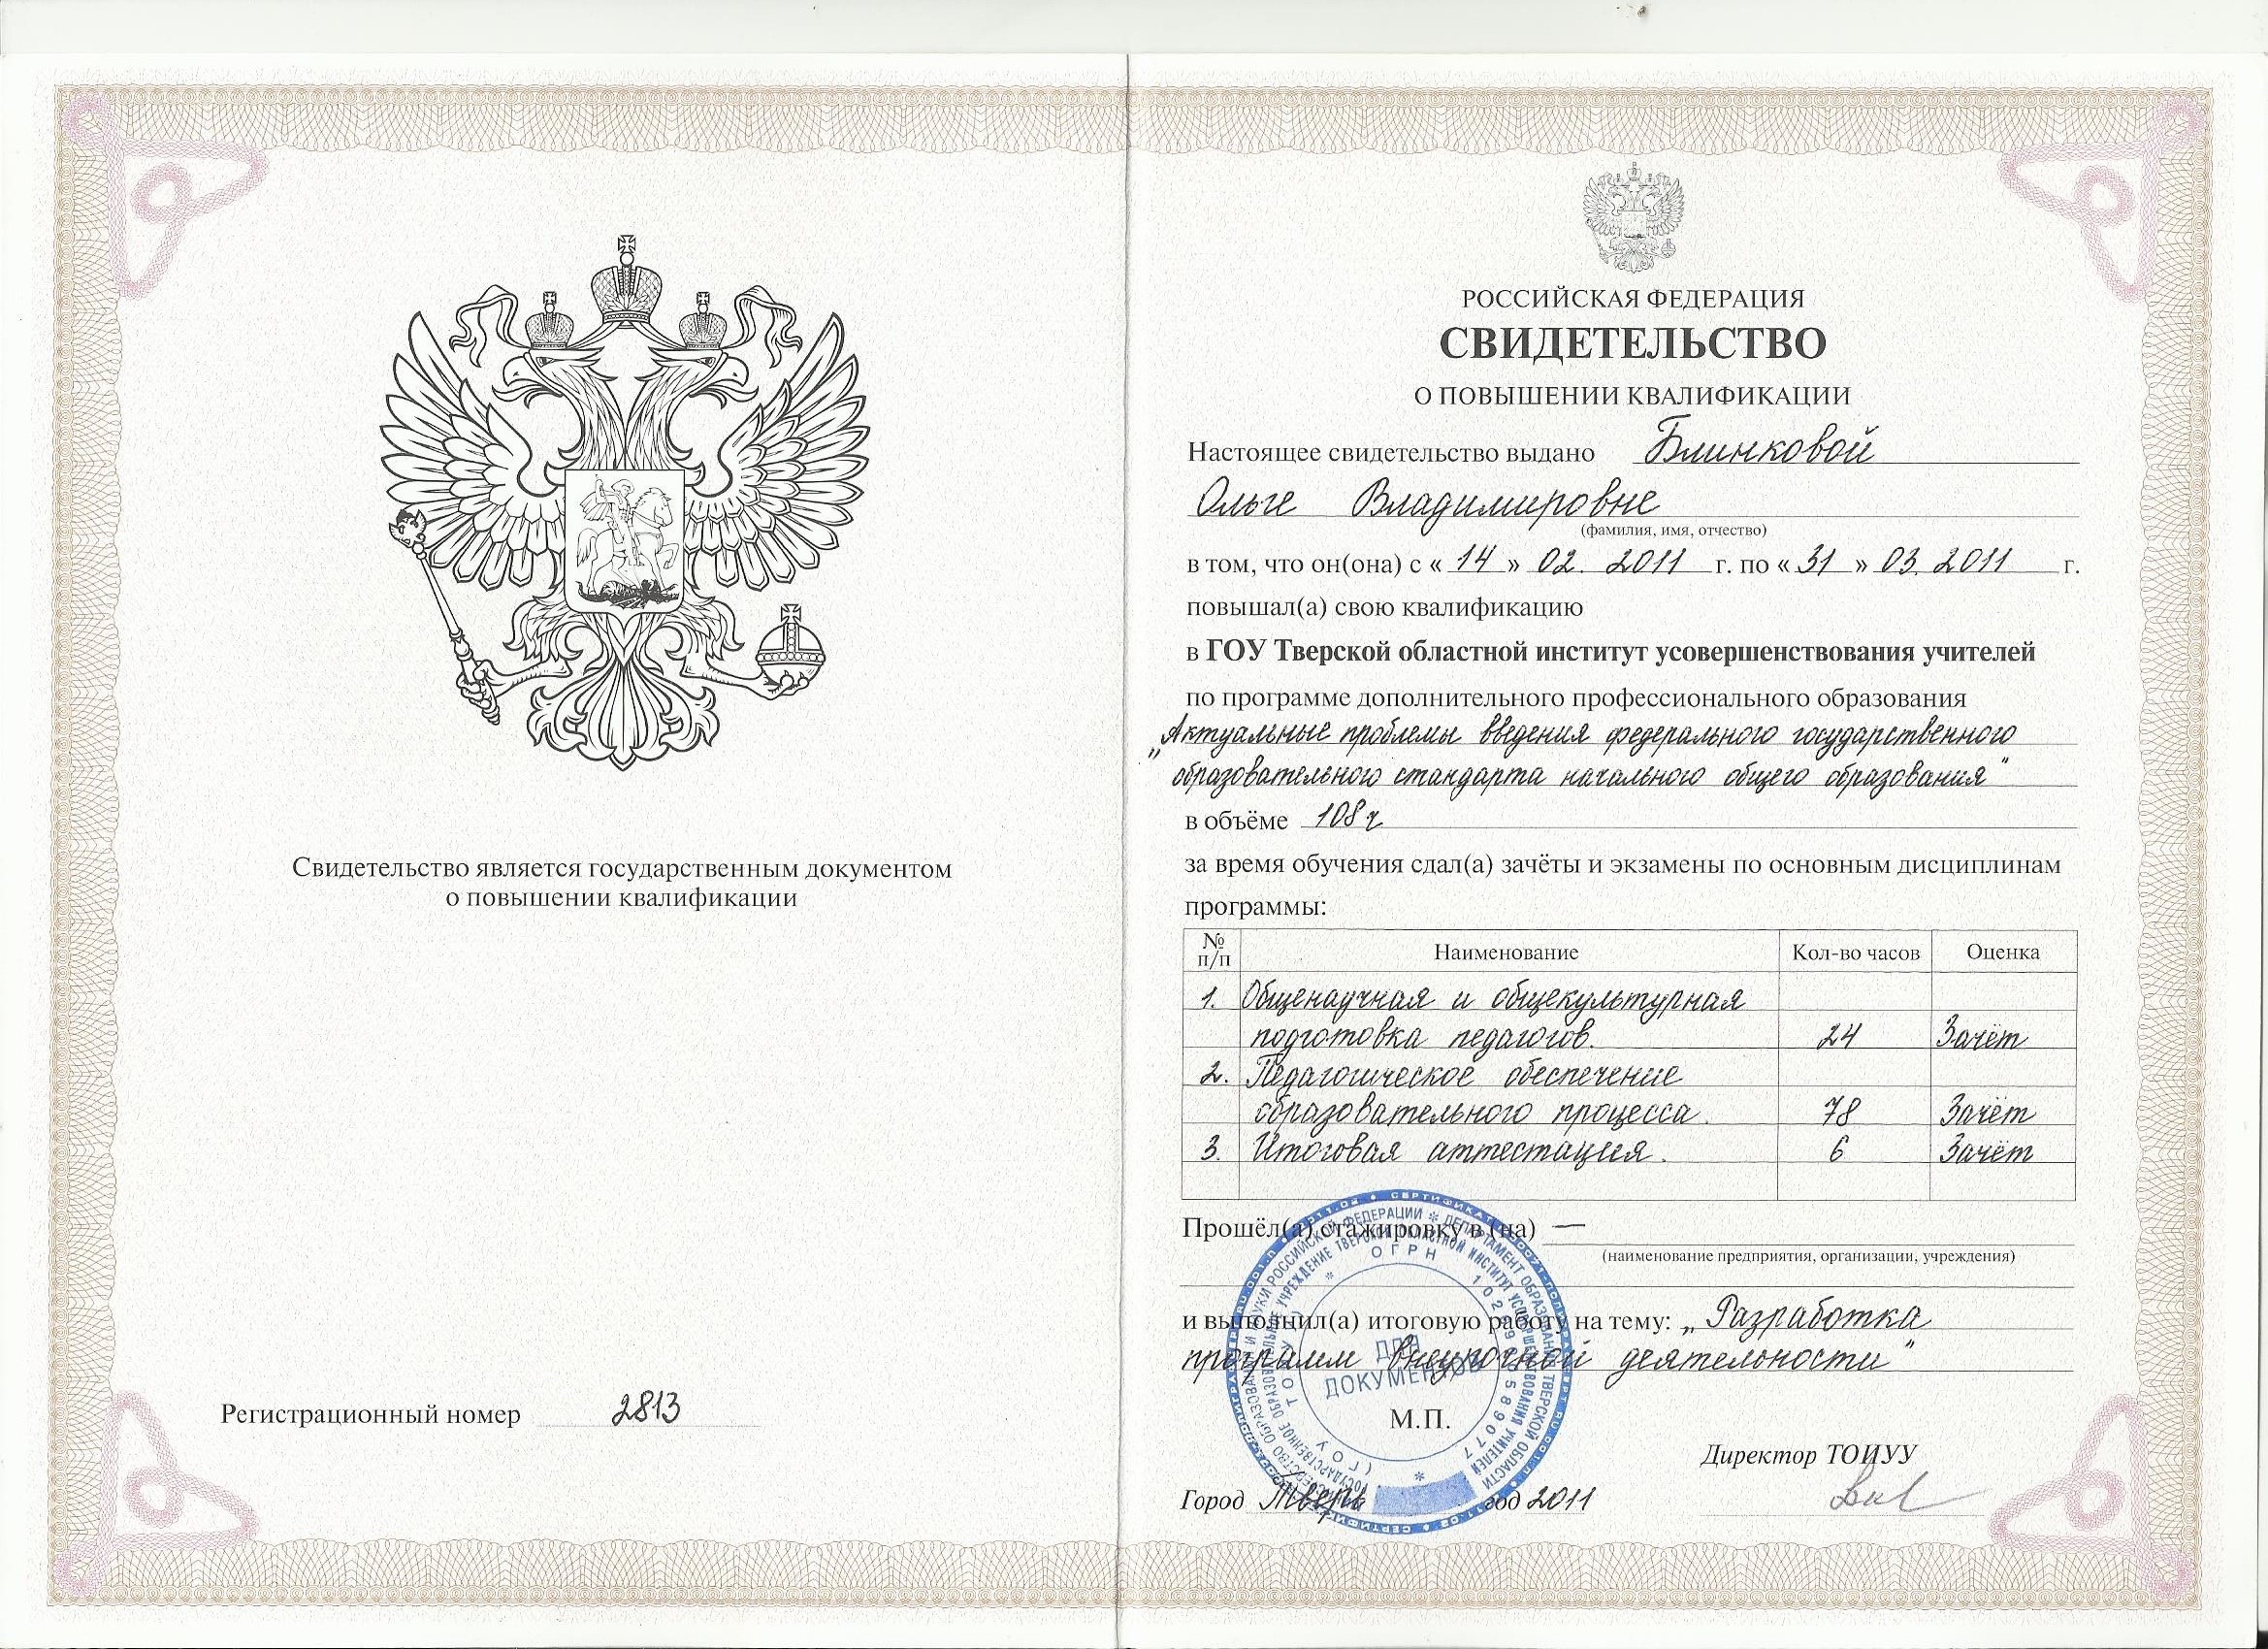 Свидетельство является государственным документом
о повышении квалификации
Регистрационный номер 2813
РОССИЙСКАЯ ФЕДЕРАЦИЯ
СВИДЕТЕЛЬСТВО
О ПОВЫШЕНИИ КВАЛИФИКАЦИИ
Настоящее свидетельство выдано Блинковой
Ольге Владимировне
(фамилия, имя, отчество)
в том, что он(она) с « 14 » 02. 2011 г. по « 31 » 03. 2011 г.
повышал(а) свою квалификацию
в ГОУ Тверской областной институт усовершенствования учителей
по программе дополнительного профессионального образования
„Актуальные проблемы введения федерального государственного
образовательного стандарта начального общего образования"
в объёме 108 ч
за время обучения сдал(а) зачёты и экзамены по основным дисциплинам
программы:
№ п/п Наименование Кол-во часов Оценка
1. Общенаучная и общекультурная
подготовка педагогов. 24 Зачёт
2. Педагогическое обеспечение
образовательного процесса. 78 Зачёт
3. Итоговая аттестация. 6 Зачёт
Прошёл(а) стажировку в (на) —
(наименование предприятия, организации, учреждения)
и выполнил(а) итоговую работу на тему: „Разработка
программ внеурочной деятельности"
ДЛЯ
ДОКУМЕНТОВ
М.П.
Директор ТОИУУ
Город Тверь год 2011